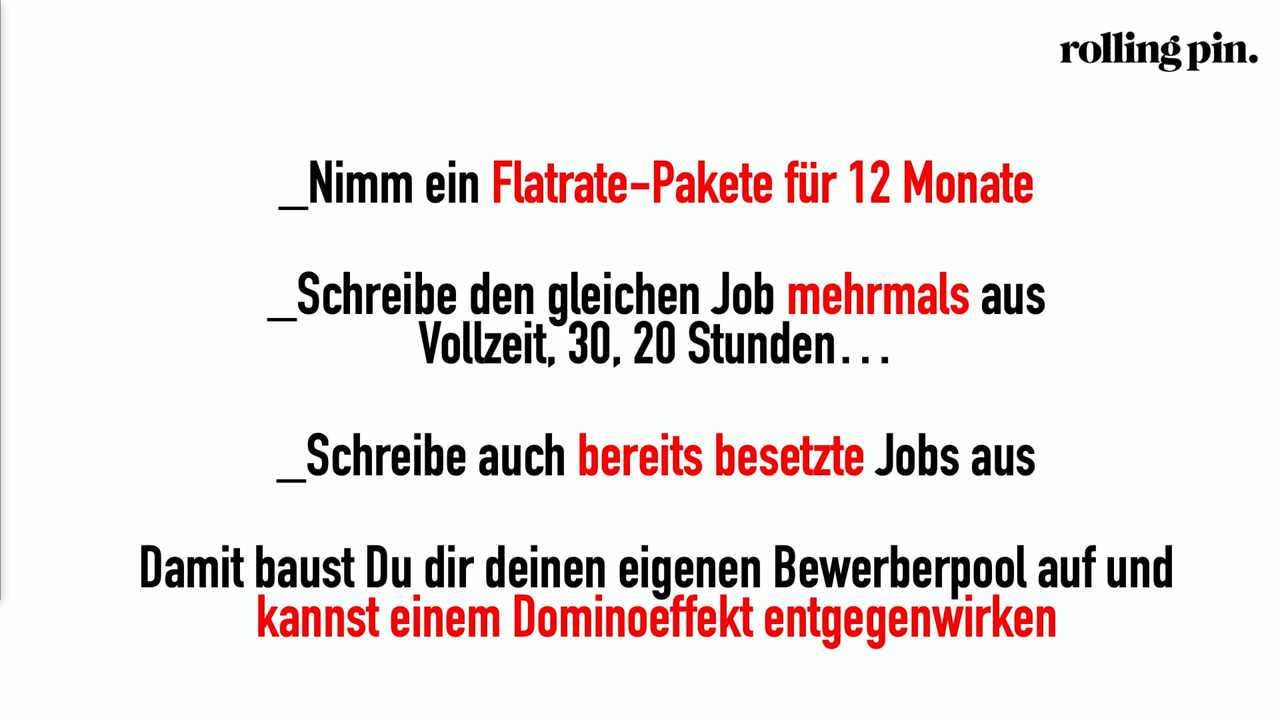 rolling pin.
_Nimm ein Flatrate-Pakete für 12 Monate
_Schreibe den gleichen Job mehrmals aus
Vollzeit, 30, 20 Stunden...
_Schreibe auch bereits besetzte Jobs aus
Damit baust Du dir deinen eigenen Bewerberpool auf und
kannst einem Dominoeffekt entgegenwirken